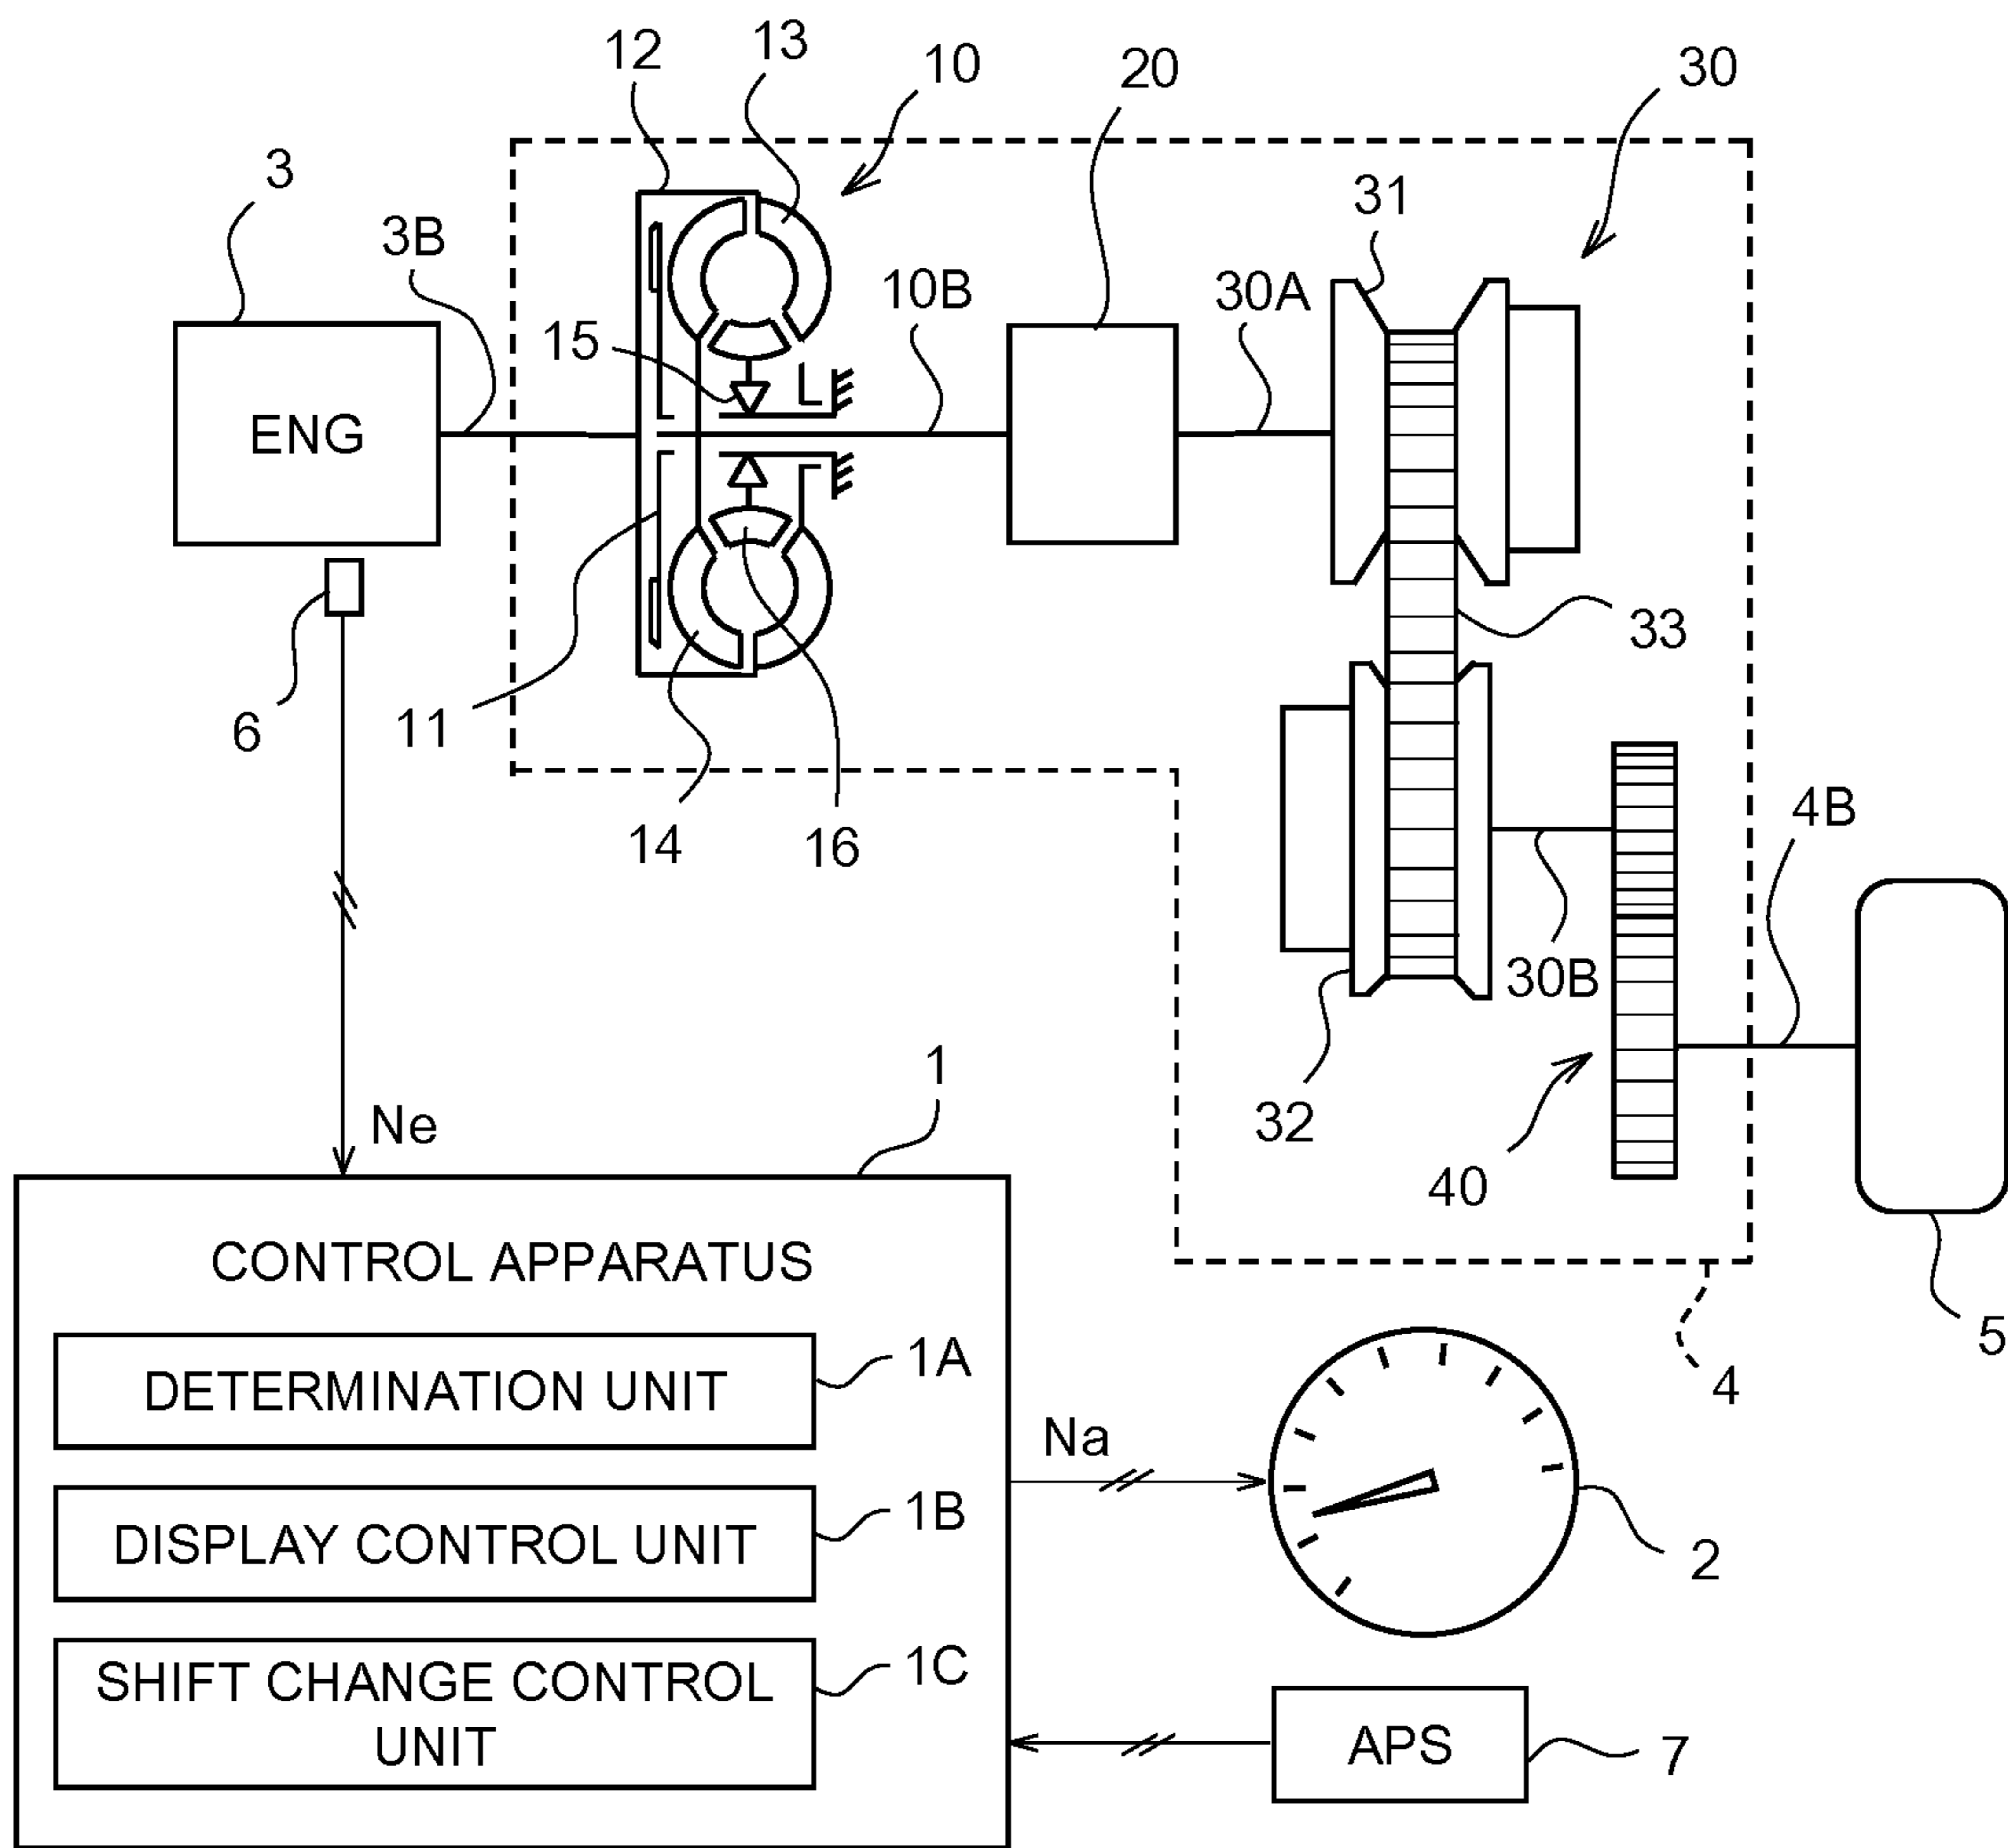 12 13 10 20 30
3 31
3B 10B 30A
15
ENG
33
6 11
14 16 4B
30B
1 32
Ne
40
CONTROL APPARATUS
5
DETERMINATION UNIT 1A 4
Na
DISPLAY CONTROL UNIT 1B
2
SHIFT CHANGE CONTROL 1C
UNIT APS 7